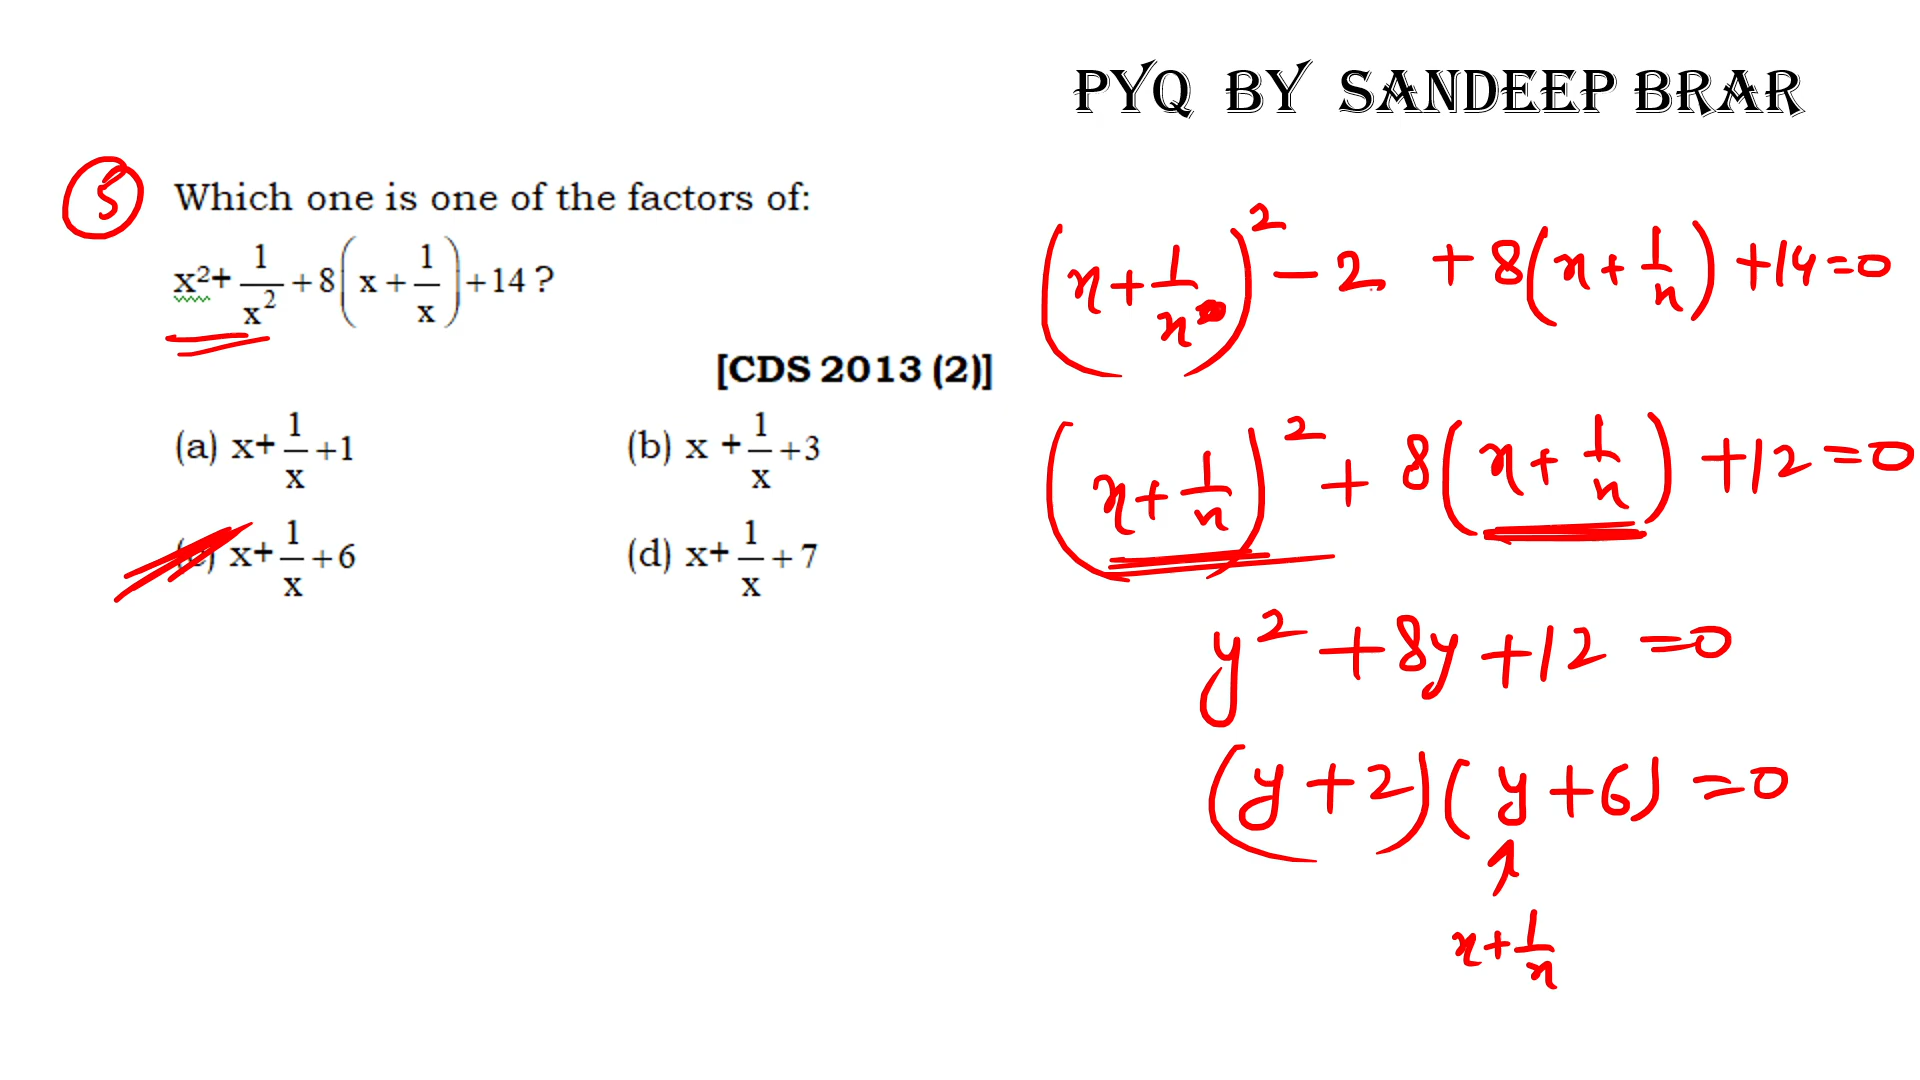 PYQ BY SANDEEP BRAR
5
Which one is one of the factors of:
x²+ 1/x² +8(x + 1/x)+14 ?
[CDS 2013 (2)]
(a) x+ 1/x +1
(b) x + 1/x +3
(c) x+ 1/x +6
(d) x+ 1/x + 7
(x+1/x)² - 2 + 8(x+1/x) +14=0
(x+1/x)² + 8(x+1/x) +12=0
y² + 8y +12 =0
(y+2)(y+6) =0
x+1/x